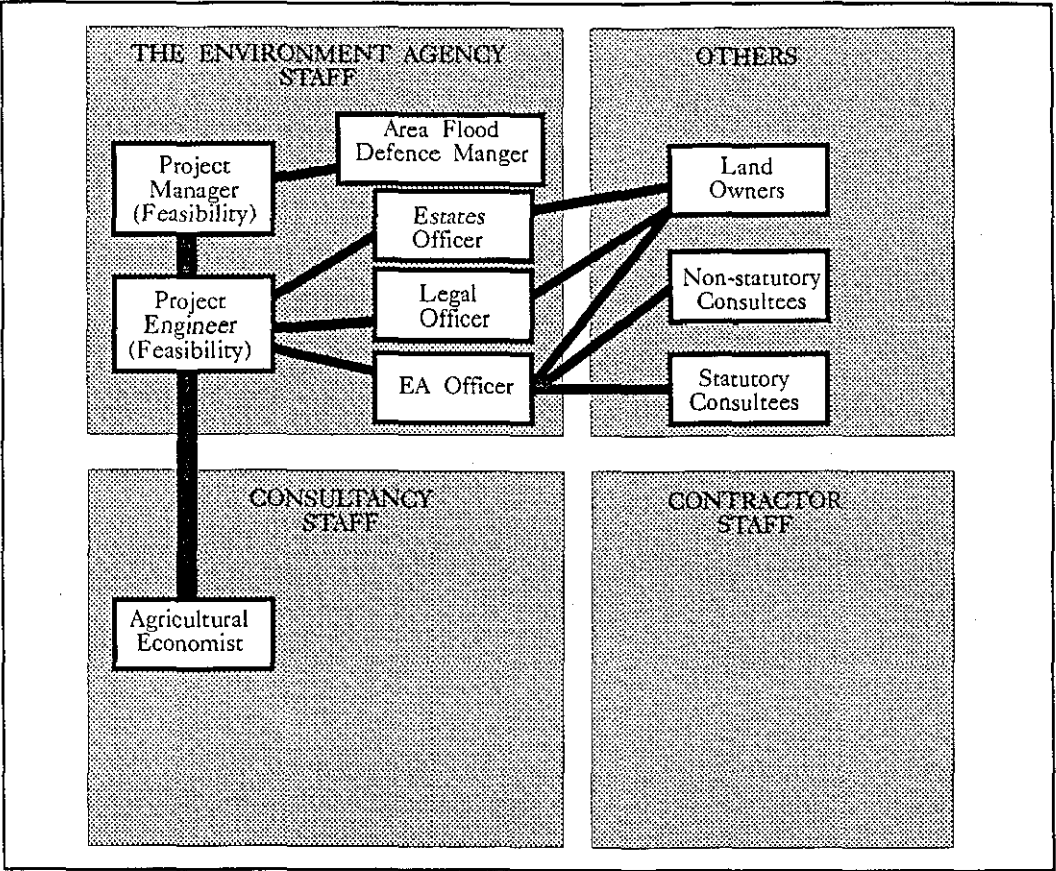 THE ENVIRONMENT AGENCY
STAFF
Area Flood
Defence Manger
Project
Manager
(Feasibility)
Estates
Officer
Project
Engineer
(Feasibility)
Legal
Officer
EA Officer
OTHERS
Land
Owners
Non-statutory
Consultees
Statutory
Consultees
CONSULTANCY
STAFF
Agricultural
Economist
CONTRACTOR
STAFF